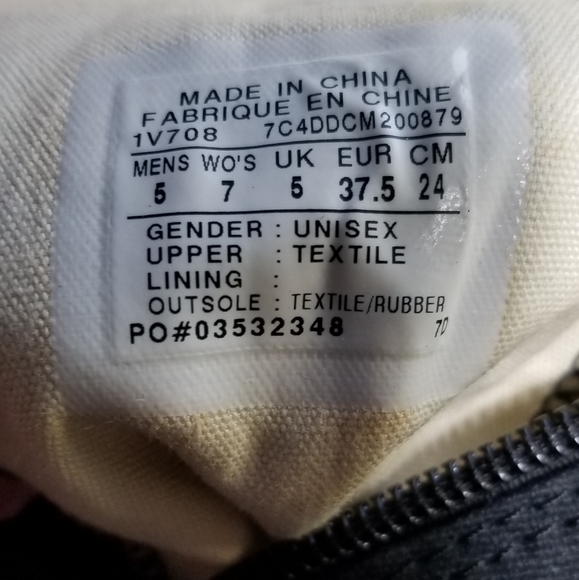 MADE IN CHINA
FABRIQUE EN CHINE
1V708 7C4DDCM200879
MENS WO'S UK EUR CM
5 7 5 37.5 24
GENDER : UNISEX
UPPER : TEXTILE
LINING :
OUTSOLE : TEXTILE/RUBBER
PO#03532348 7D